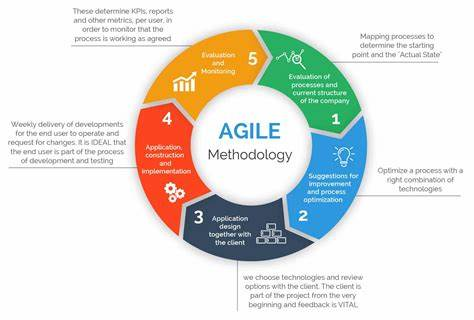 These determine KPIs, reports
and other metrics, per user, in
order to monitor that the
process is working as agreed
Mapping processes to
determine the starting
point and the 'Actual State'
5
Evaluation
and
Monitoring
Evaluation of
processes and
current structure
of the company
1
Weekly delivery of developments
for the end user to operate and
request for changes. It is IDEAL that
the end user is part of the process
of development and testing
4
Application,
construction
and
implementation
AGILE
Methodology
Suggestions for
improvement
and process
optimization
2
Optimize a process with a
right combination of
technologies
3
Application
design
together with
the client
we choose technologies and review
options with the client. The client is
part of the project from the very
beginning and feedback is VITAL